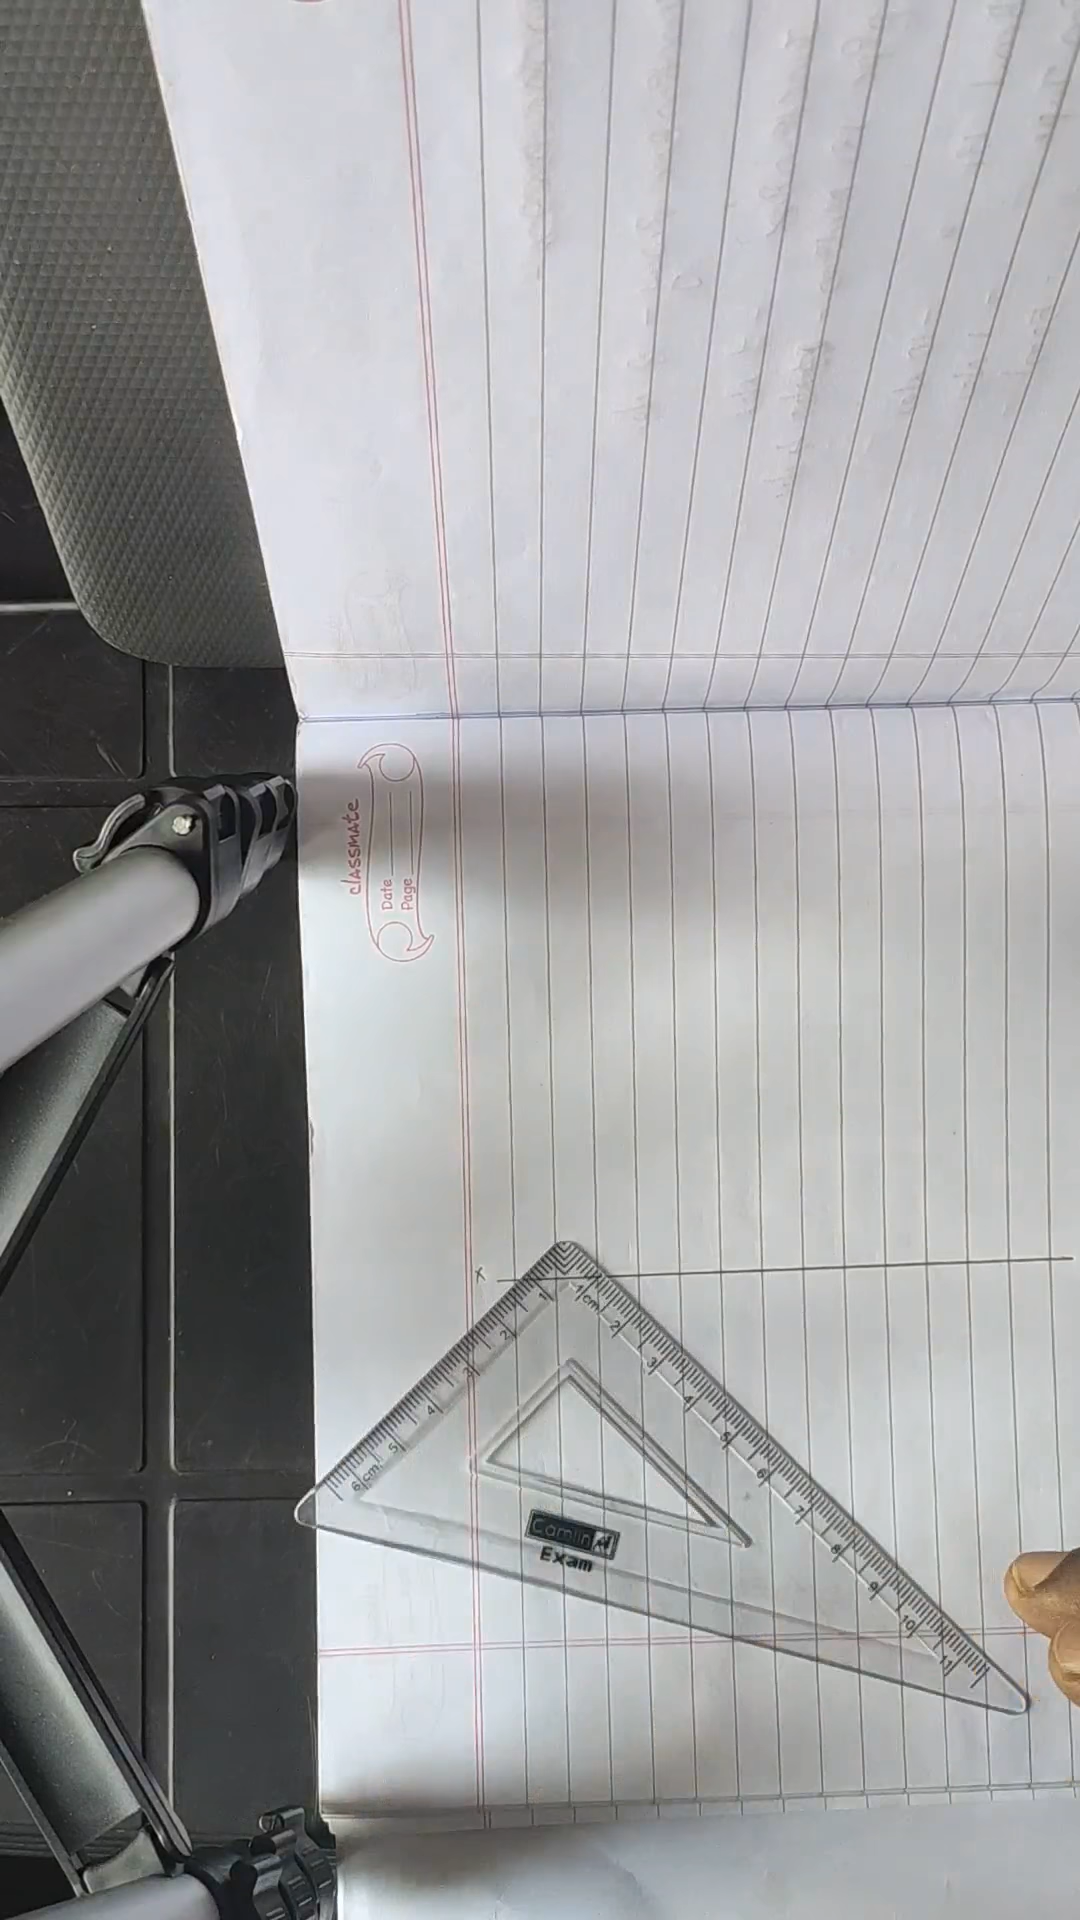 classmate
Date
Page
x
1 2 3 4 5 6 cm
1 cm 2 3 4 5 6 7 8 9 10 11
Camlin
Exam